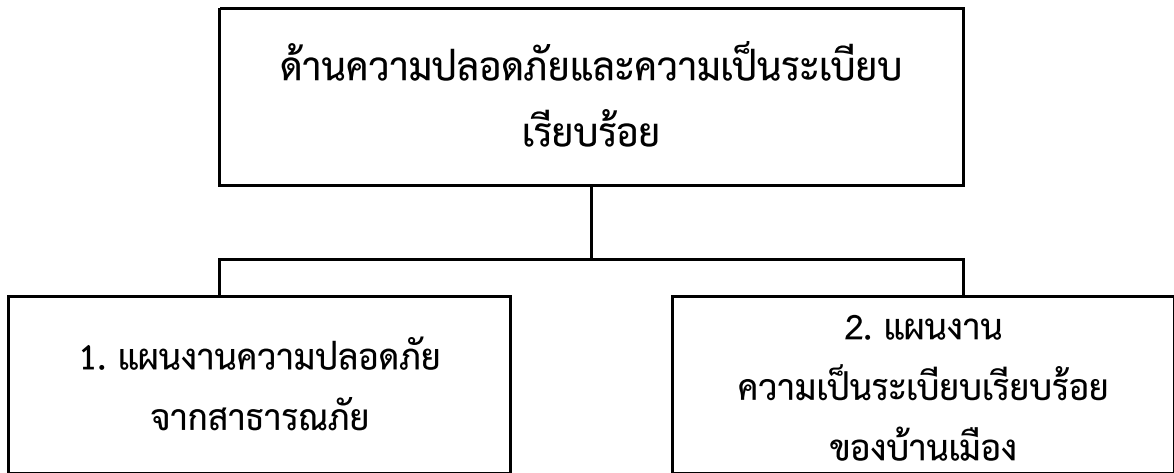 ด้านความปลอดภัยและความเป็นระเบียบ
เรียบร้อย
1. แผนงานความปลอดภัย
จากสาธารณภัย
2. แผนงาน
ความเป็นระเบียบเรียบร้อย
ของบ้านเมือง